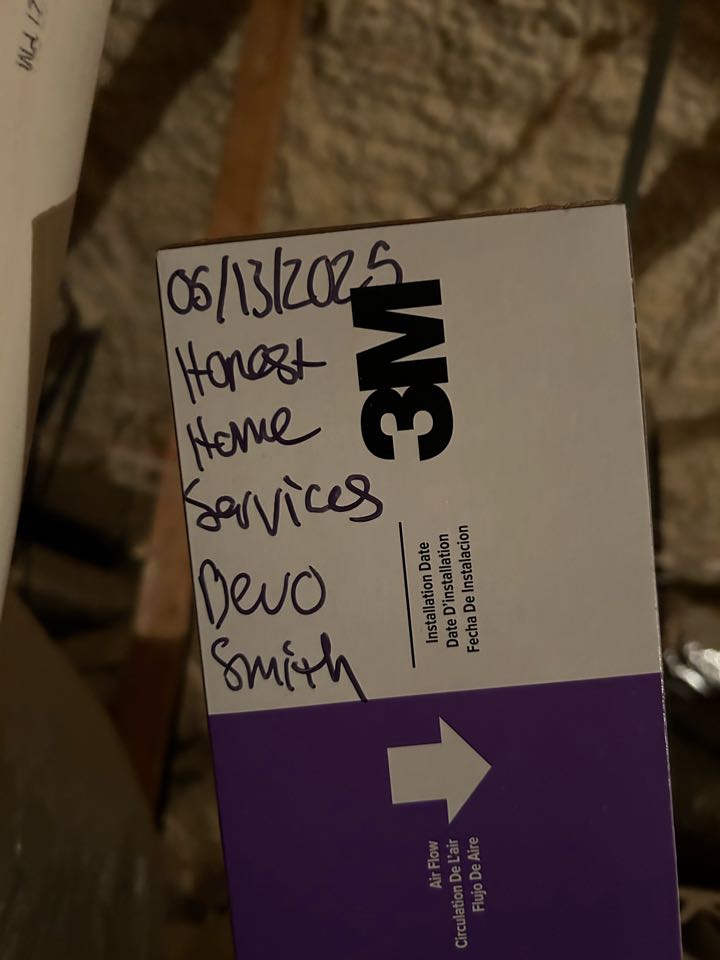 06/13/2025
Honest
Home
Services
Devo
Smith
3M
Installation Date
Date D'installation
Fecha De Instalacion
Air Flow
Circulation De L'air
Flujo De Aire